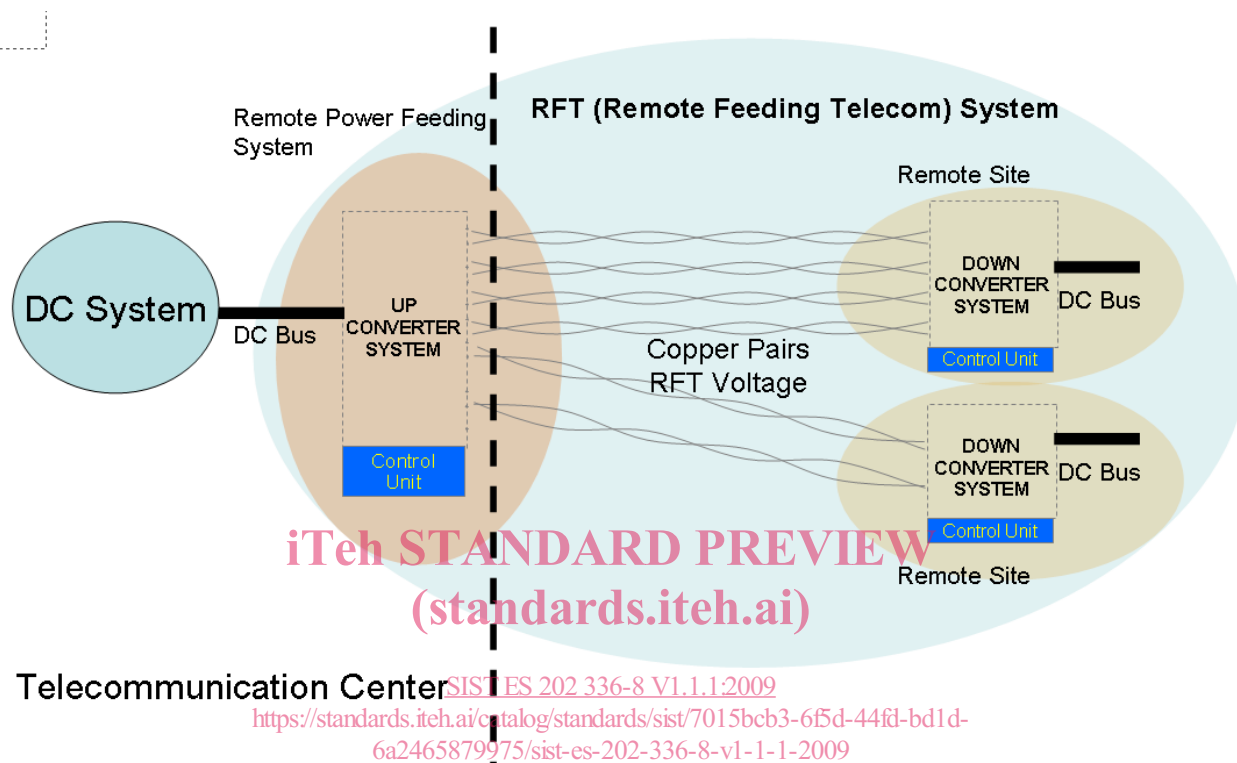 RFT (Remote Feeding Telecom) System
Remote Power Feeding
System
Remote Site
DC System
DC Bus
UP
CONVERTER
SYSTEM
Control
Unit
Copper Pairs
RFT Voltage
DOWN
CONVERTER
SYSTEM
DC Bus
Control Unit
DOWN
CONVERTER
SYSTEM
DC Bus
Control Unit
Remote Site
iTeh STANDARD PREVIEW
(standards.iteh.ai)
Telecommunication Center
SIST ES 202 336-8 V1.1.1:2009
https://standards.iteh.ai/catalog/standards/sist/7015bcb3-6f5d-44fd-bd1d-
6a2465879975/sist-es-202-336-8-v1-1-1-2009